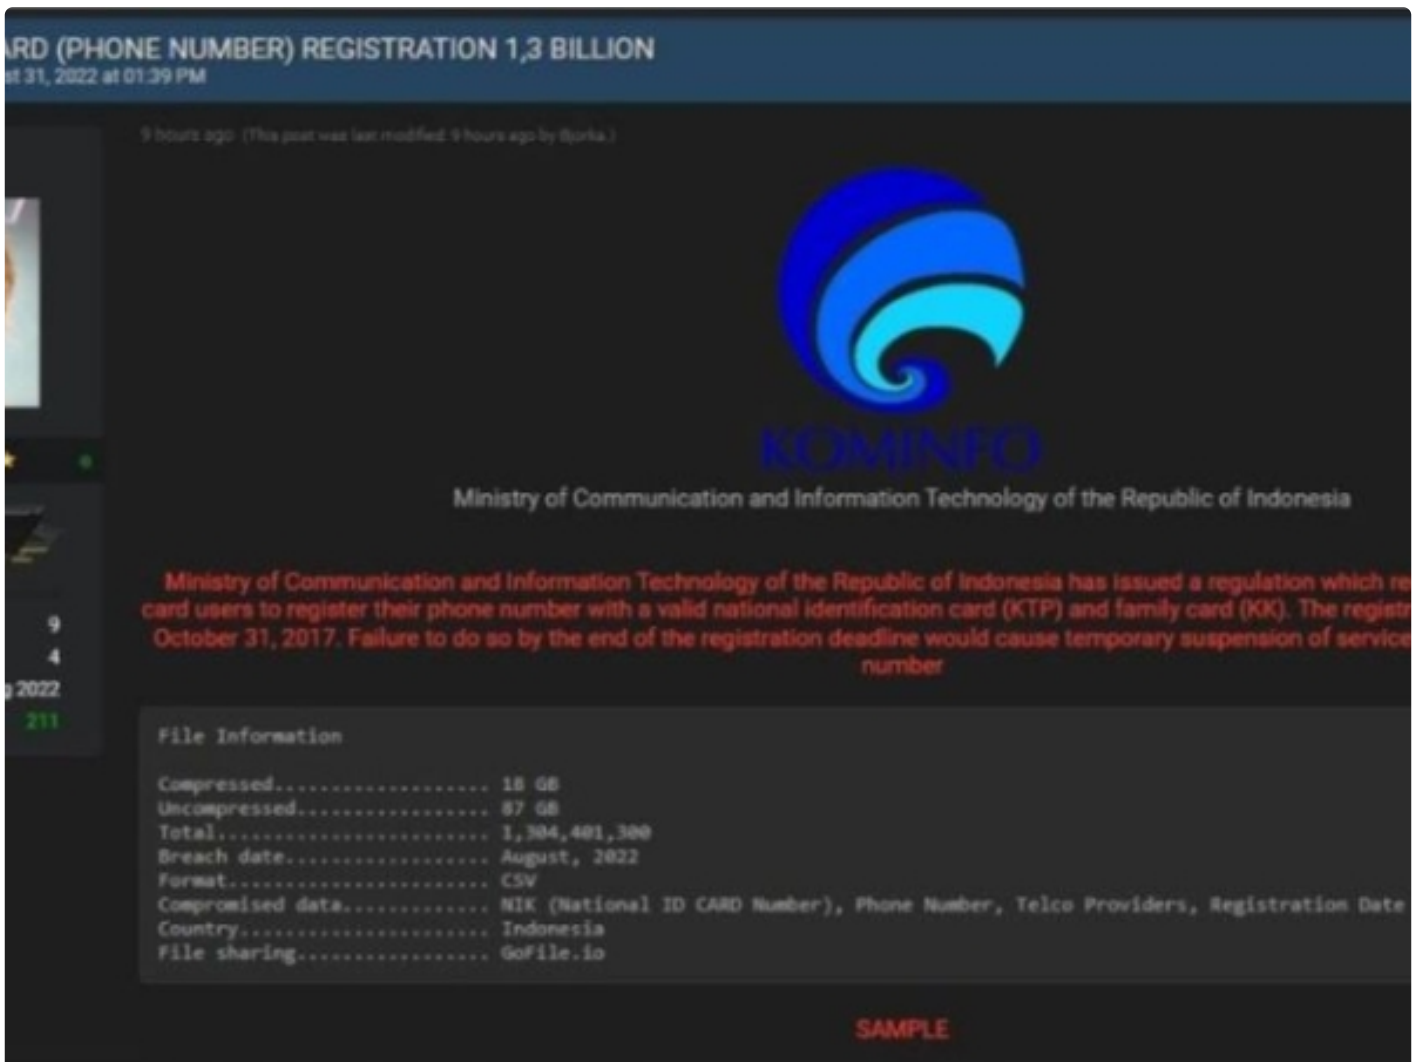 ARD (PHONE NUMBER) REGISTRATION 1,3 BILLION
st 31, 2022 at 01:39 PM
9 hours ago (This post was last modified: 9 hours ago by Bjorka.)
KOMINFO
Ministry of Communication and Information Technology of the Republic of Indonesia
Ministry of Communication and Information Technology of the Republic of Indonesia has issued a regulation which re
card users to register their phone number with a valid national identification card (KTP) and family card (KK). The registr
October 31, 2017. Failure to do so by the end of the registration deadline would cause temporary suspension of service
number
9
4
g 2022
211
File Information
Compressed................... 18 GB
Uncompressed................. 87 GB
Total........................ 1,304,401,300
Breach date.................. August, 2022
Format....................... CSV
Compromised data............. NIK (National ID CARD Number), Phone Number, Telco Providers, Registration Date
Country...................... Indonesia
File sharing................. GoFile.io
SAMPLE